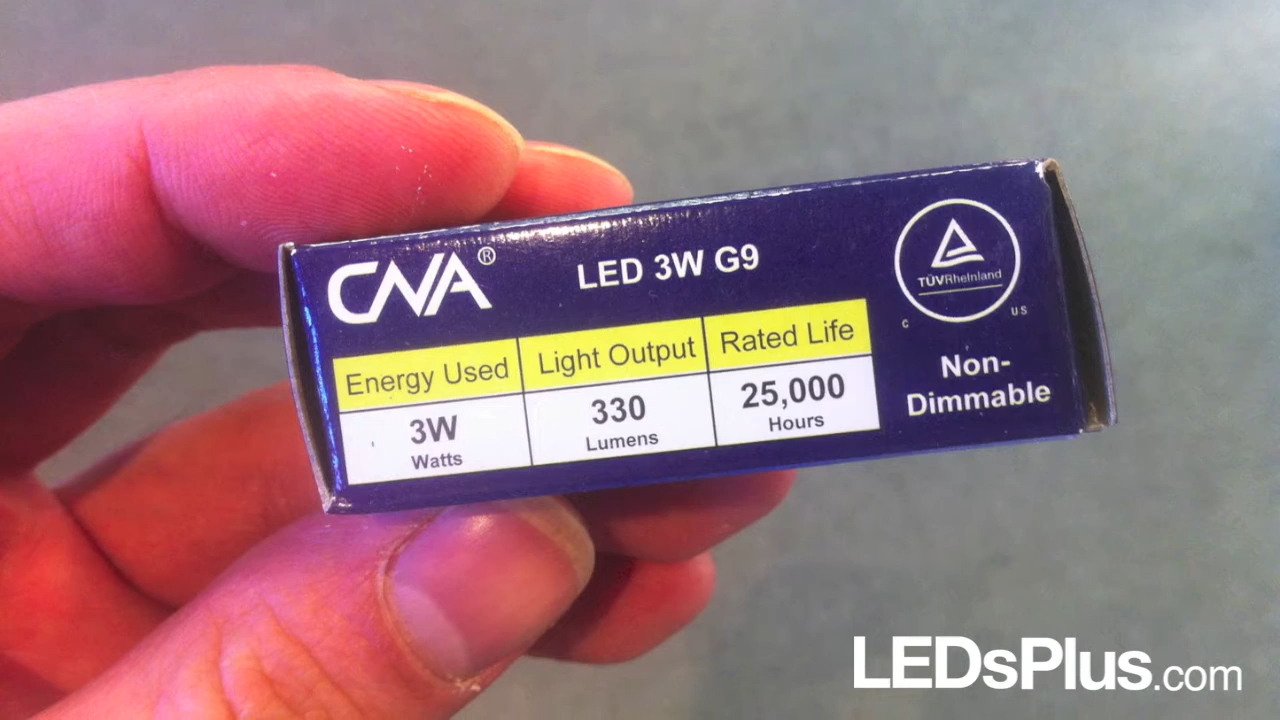 CNA®
LED 3W G9
Energy Used
Light Output
Rated Life
3W
Watts
330
Lumens
25,000
Hours
TÜVRheinland
C US
Non-
Dimmable
LEDsPlus.com